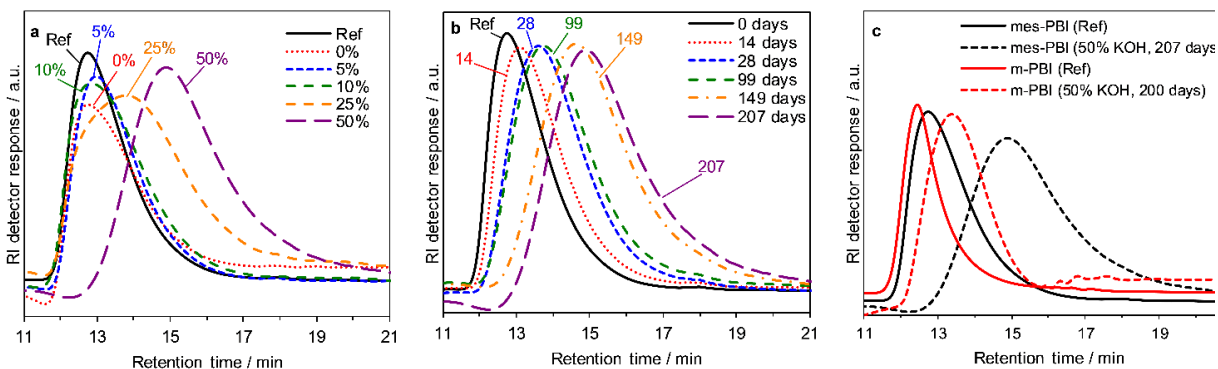 a
Ref
5%
10%
0%
25%
50%
Ref
0%
5%
10%
25%
50%
RI detector response / a.u.
11 13 15 17 19 21
Retention time / min
b
Ref
14
28
99
149
207
0 days
14 days
28 days
99 days
149 days
207 days
RI detector response / a.u.
11 13 15 17 19 21
Retention time / min
c
mes-PBI (Ref)
mes-PBI (50% KOH, 207 days)
m-PBI (Ref)
m-PBI (50% KOH, 200 days)
RI detector response / a.u.
11 13 15 17 19
Retention time / min